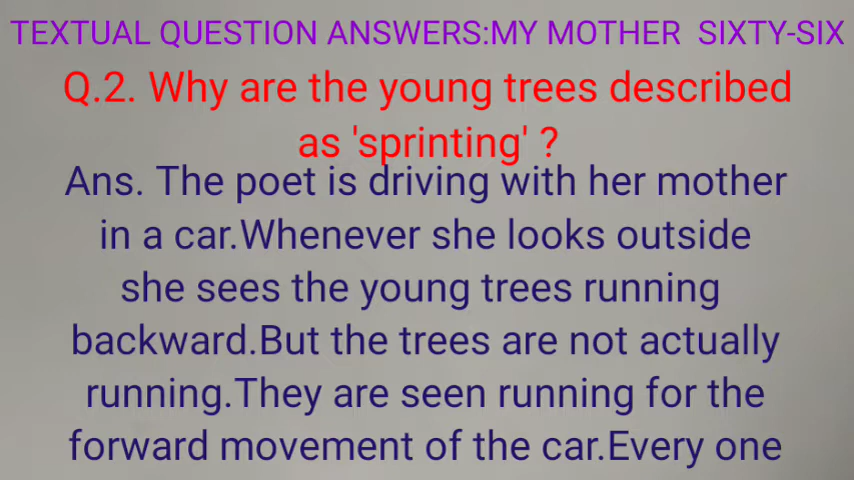 TEXTUAL QUESTION ANSWERS:MY MOTHER SIXTY-SIX
Q.2. Why are the young trees described
as 'sprinting' ?
Ans. The poet is driving with her mother
in a car.Whenever she looks outside
she sees the young trees running
backward.But the trees are not actually
running.They are seen running for the
forward movement of the car.Every one